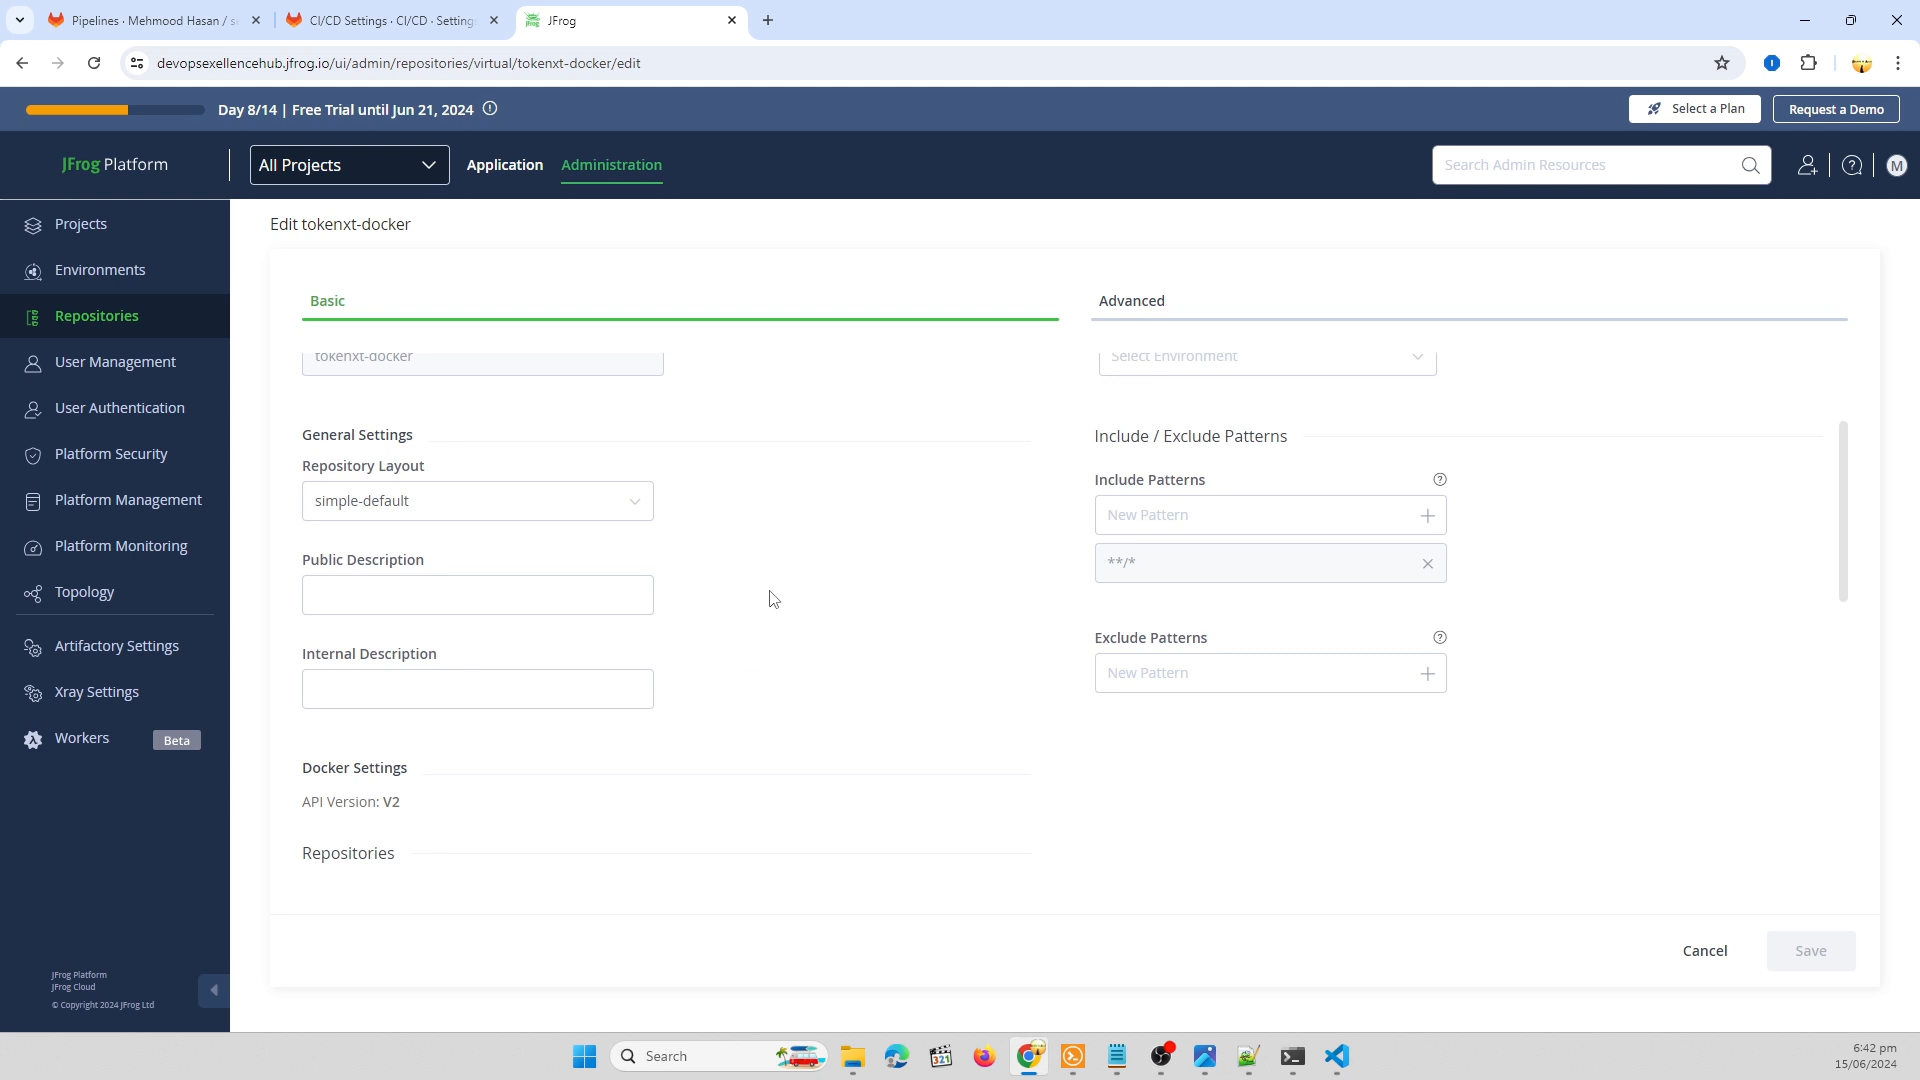 Pipelines · Mehmood Hasan / s
CI/CD Settings · CI/CD · Setting
JFrog
devopsexellencehub.jfrog.io/ui/admin/repositories/virtual/tokenxt-docker/edit
Day 8/14 | Free Trial until Jun 21, 2024
Select a Plan
Request a Demo
JFrog Platform
All Projects
Application
Administration
Search Admin Resources
M
Projects
Environments
Repositories
User Management
User Authentication
Platform Security
Platform Management
Platform Monitoring
Topology
Artifactory Settings
Xray Settings
Workers
Beta
JFrog Platform
JFrog Cloud
© Copyright 2024 JFrog Ltd
Edit tokenxt-docker
Basic
Advanced
tokenxt-docker
Select Environment
General Settings
Repository Layout
simple-default
Public Description
Internal Description
Docker Settings
API Version: V2
Repositories
Include / Exclude Patterns
Include Patterns
New Pattern
**/*
Exclude Patterns
New Pattern
Cancel
Save
Search
321
6:42 pm
15/06/2024